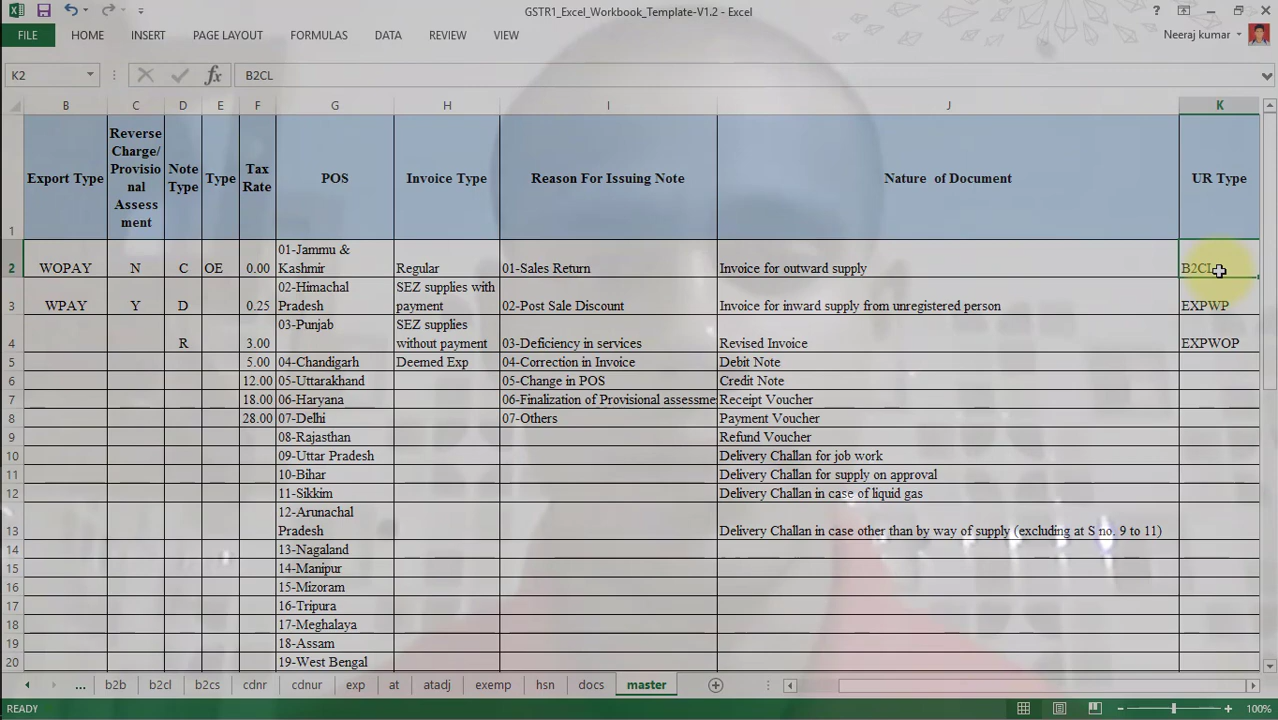 GSTR1_Excel_Workbook_Template-V1.2 - Excel
FILE HOME INSERT PAGE LAYOUT FORMULAS DATA REVIEW VIEW Neeraj kumar
K2 fx B2CL
B C D E F G H I J K
1 Export Type Reverse Charge/ Provisio nal Assess ment Note Type Type Tax Rate POS Invoice Type Reason For Issuing Note Nature of Document UR Type
2 WOPAY N C OE 0.00 01-Jammu & Kashmir Regular 01-Sales Return Invoice for outward supply B2CL
3 WPAY Y D 0.25 02-Himachal Pradesh SEZ supplies with payment 02-Post Sale Discount Invoice for inward supply from unregistered person EXPWP
4 R 3.00 03-Punjab SEZ supplies without payment 03-Deficiency in services Revised Invoice EXPWOP
5 5.00 04-Chandigarh Deemed Exp 04-Correction in Invoice Debit Note
6 12.00 05-Uttarakhand 05-Change in POS Credit Note
7 18.00 06-Haryana 06-Finalization of Provisional assessme Receipt Voucher
8 28.00 07-Delhi 07-Others Payment Voucher
9 08-Rajasthan Refund Voucher
10 09-Uttar Pradesh Delivery Challan for job work
11 10-Bihar Delivery Challan for supply on approval
12 11-Sikkim Delivery Challan in case of liquid gas
13 12-Arunachal Pradesh Delivery Challan in case other than by way of supply (excluding at S no. 9 to 11)
14 13-Nagaland
15 14-Manipur
16 15-Mizoram
17 16-Tripura
18 17-Meghalaya
19 18-Assam
20 19-West Bengal
... b2b b2cl b2cs cdnr cdnur exp at atadj exemp hsn docs master
READY 100%